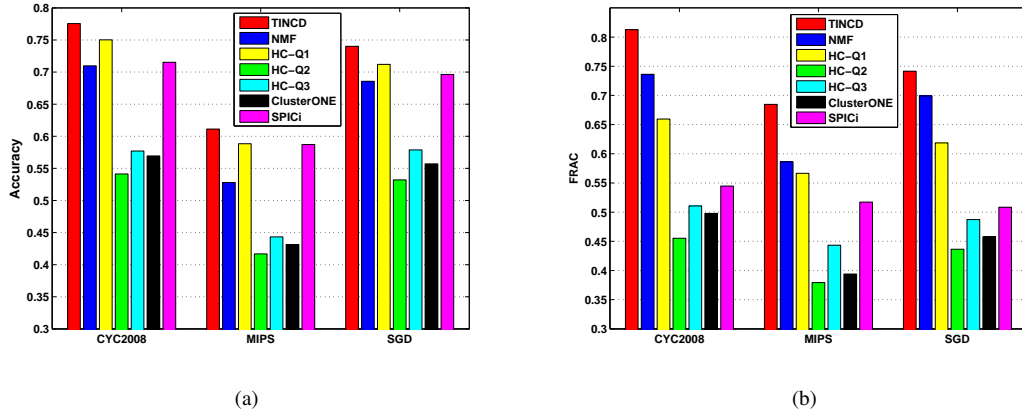 0.8
0.75
0.7
0.65
0.6
0.55
0.5
0.45
0.4
0.35
0.3
Accuracy
TINCD
NMF
HC−Q1
HC−Q2
HC−Q3
ClusterONE
SPICi
CYC2008 MIPS SGD
(a)
0.8
0.75
0.7
0.65
0.6
0.55
0.5
0.45
0.4
0.35
0.3
FRAC
TINCD
NMF
HC−Q1
HC−Q2
HC−Q3
ClusterONE
SPICi
CYC2008 MIPS SGD
(b)